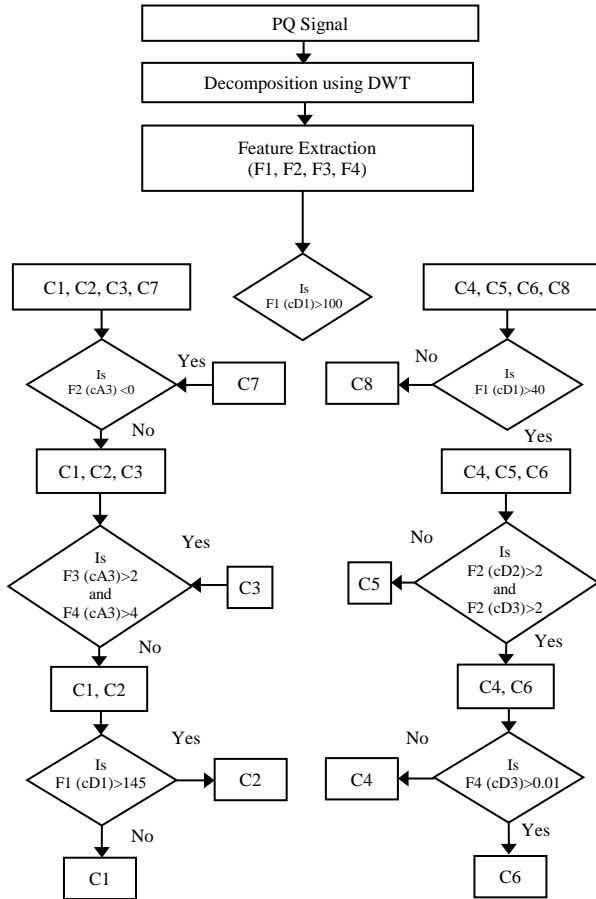 PQ Signal
Decomposition using DWT
Feature Extraction
(F1, F2, F3, F4)
Is
F1 (cD1)>100
C1, C2, C3, C7
Is
F2 (cA3) <0
Yes
C7
No
C1, C2, C3
Is
F3 (cA3)>2
and
F4 (cA3)>4
Yes
C3
No
C1, C2
Is
F1 (cD1)>145
Yes
C2
No
C1
C4, C5, C6, C8
Is
F1 (cD1)>40
No
C8
Yes
C4, C5, C6
Is
F2 (cD2)>2
and
F2 (cD3)>2
No
C5
Yes
C4, C6
Is
F4 (cD3)>0.01
No
C4
Yes
C6